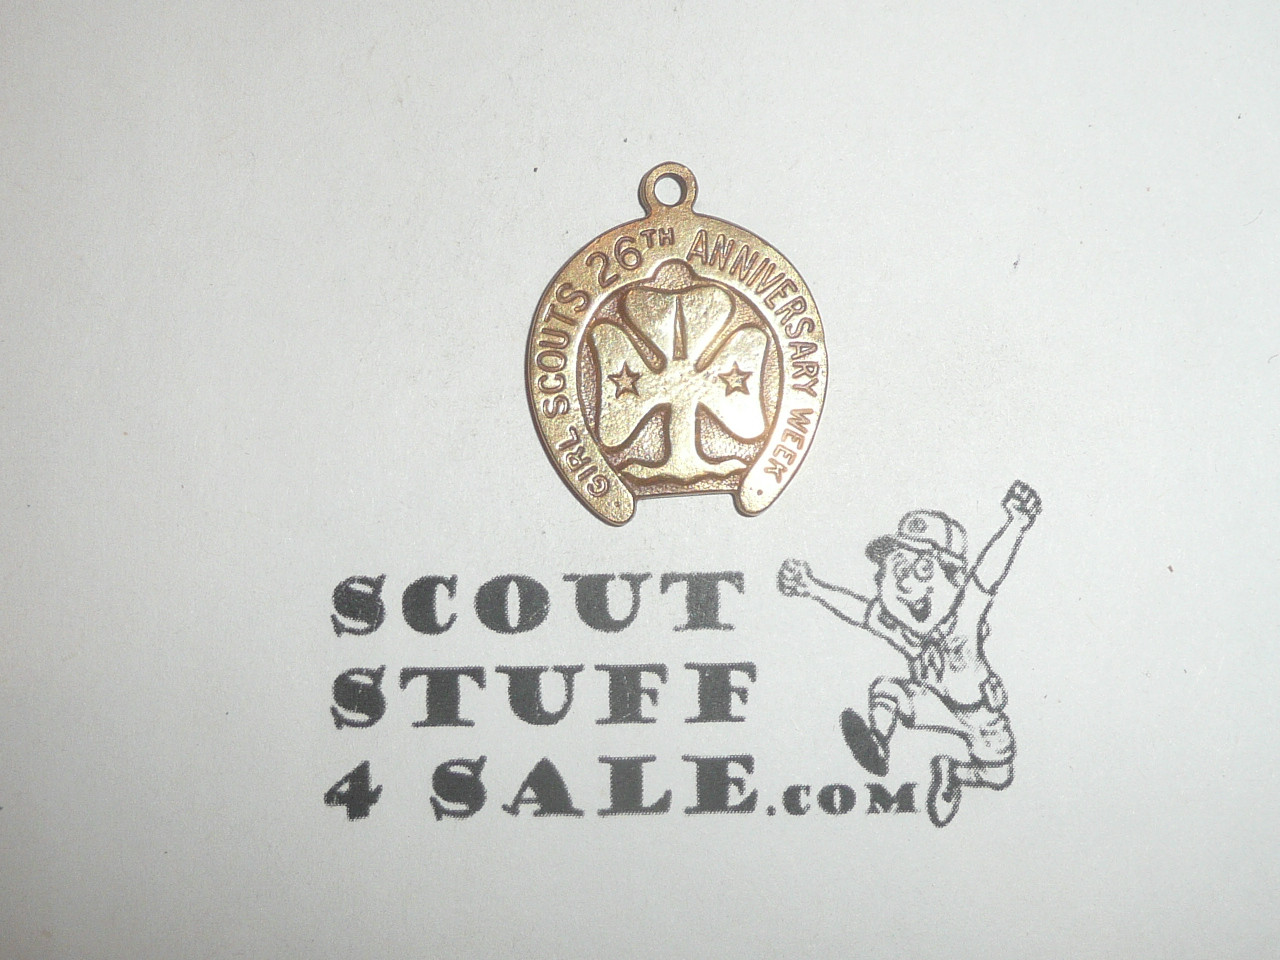 GIRL SCOUTS 26TH ANNIVERSARY WEEK
SCOUT
STUFF
4 SALE.COM